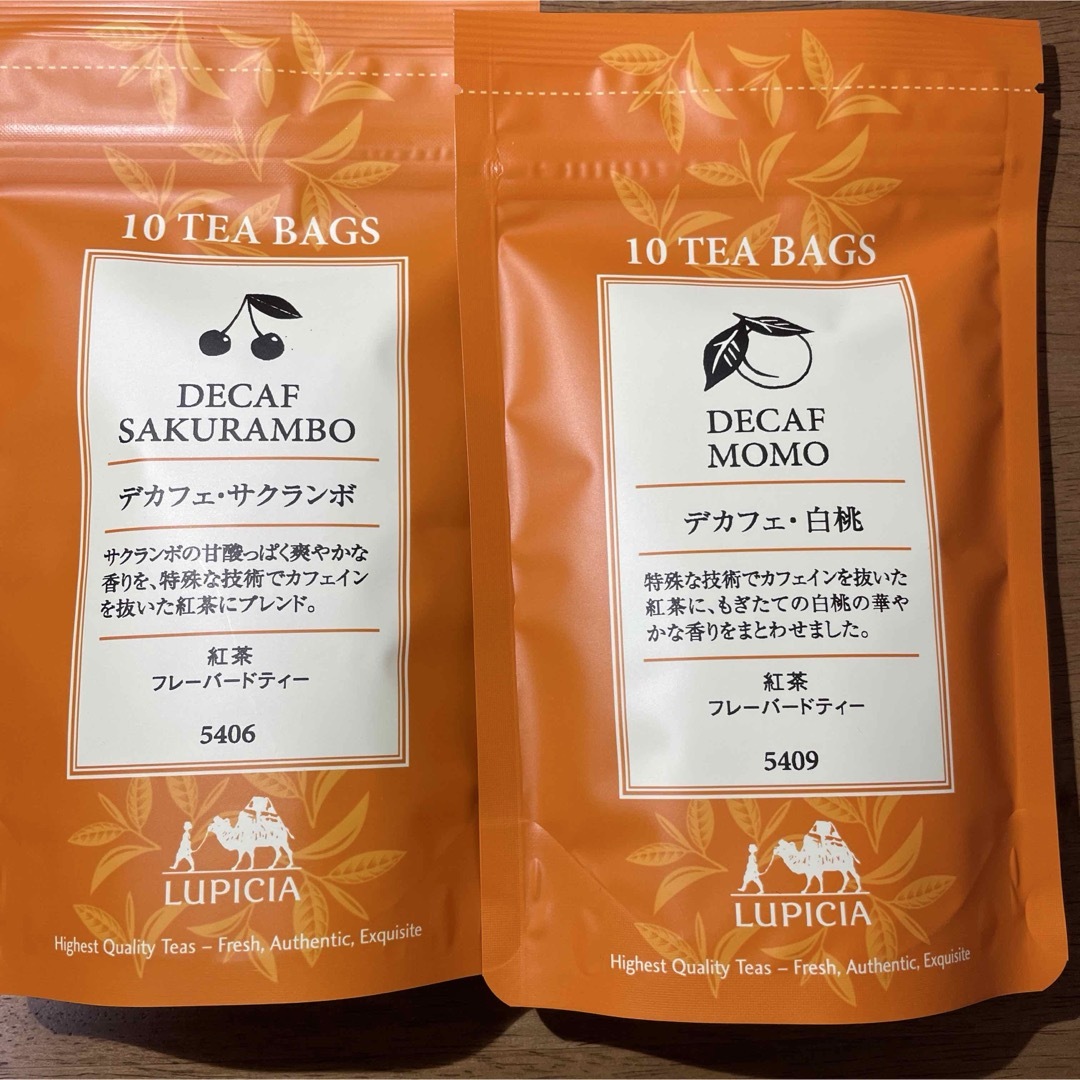 10 TEA BAGS
DECAF
SAKURAMBO
デカフェ・サクランボ
サクランボの甘酸っぱく爽やかな
香りを、特殊な技術でカフェイン
を抜いた紅茶にブレンド。
紅茶
フレーバードティー
5406
LUPICIA
Highest Quality Teas – Fresh, Authentic, Exquisite
10 TEA BAGS
DECAF
MOMO
デカフェ・白桃
特殊な技術でカフェインを抜いた
紅茶に、もぎたての白桃の華や
かな香りをまとわせました。
紅茶
フレーバードティー
5409
LUPICIA
Highest Quality Teas – Fresh, Authentic, Exquisite